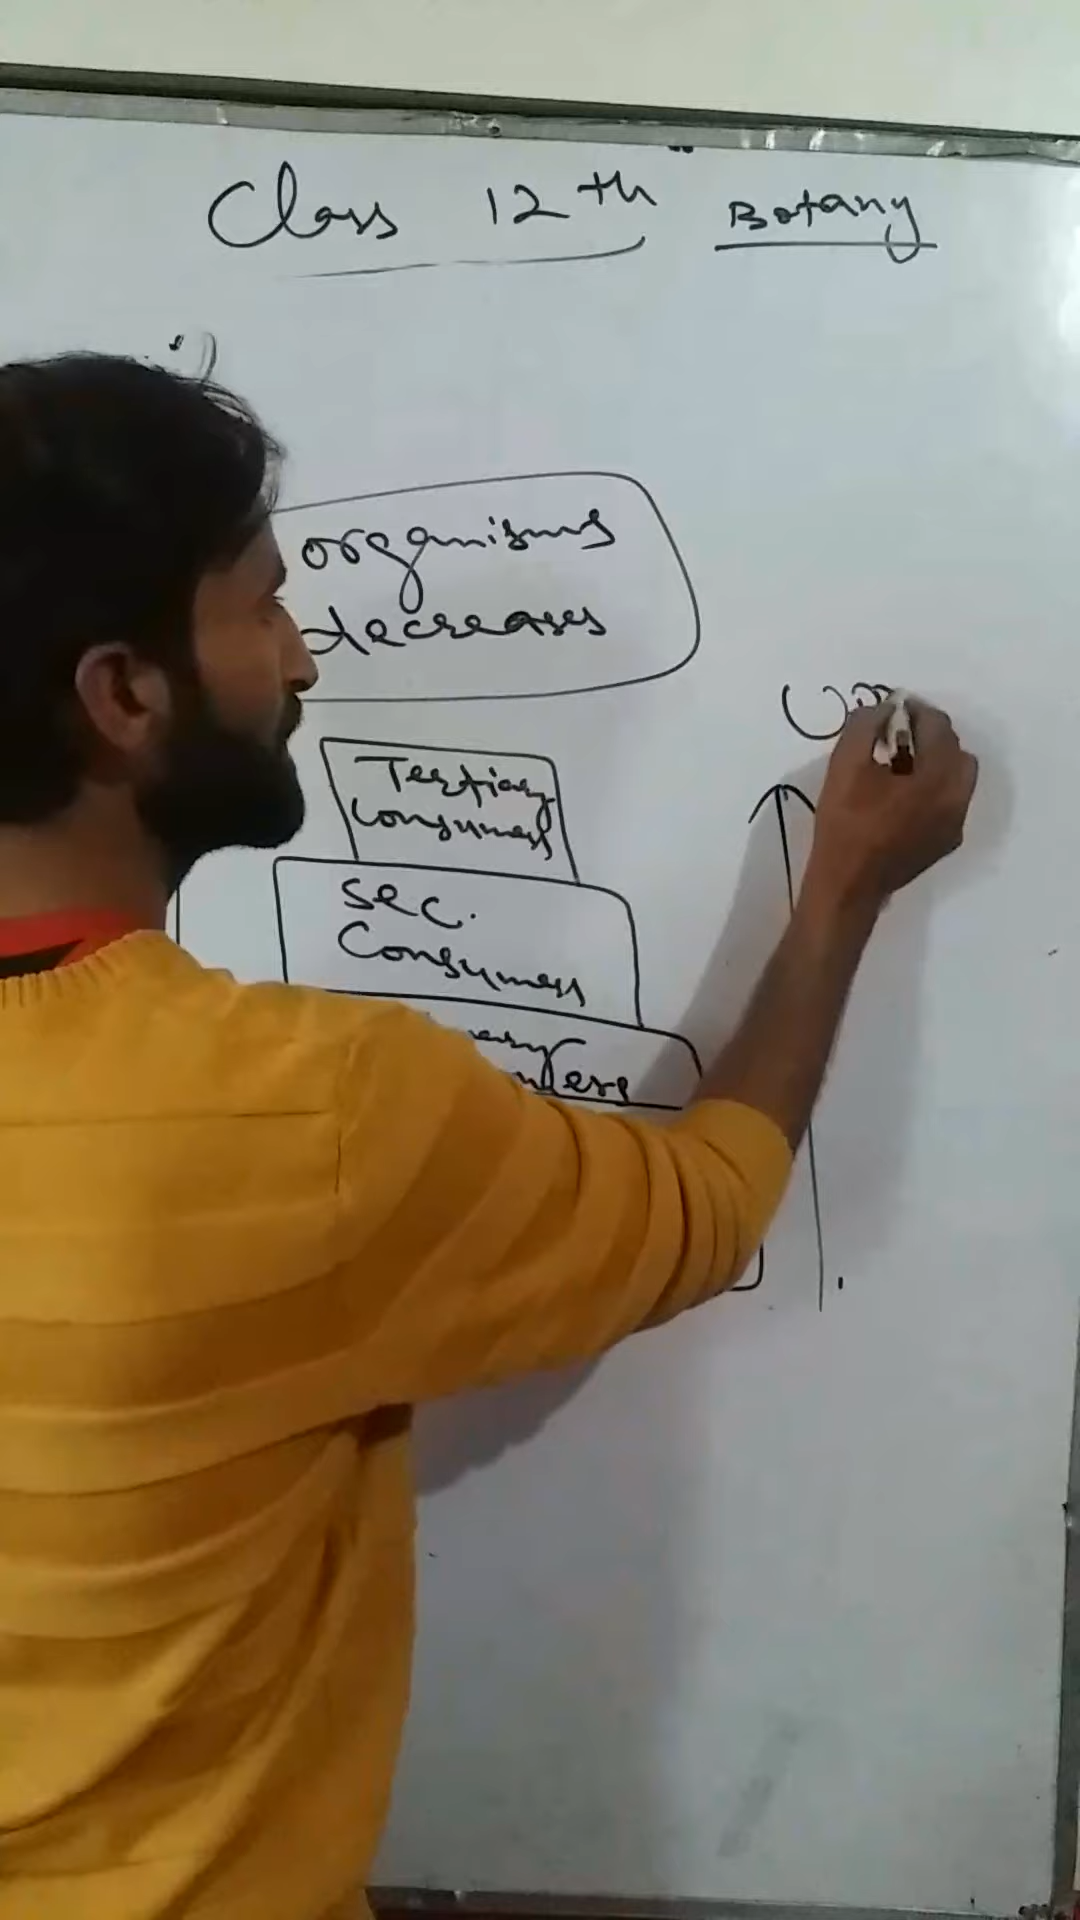 Class 12th Botany
organisms
decreases
Tertiary
Consumers
Sec.
Consumers